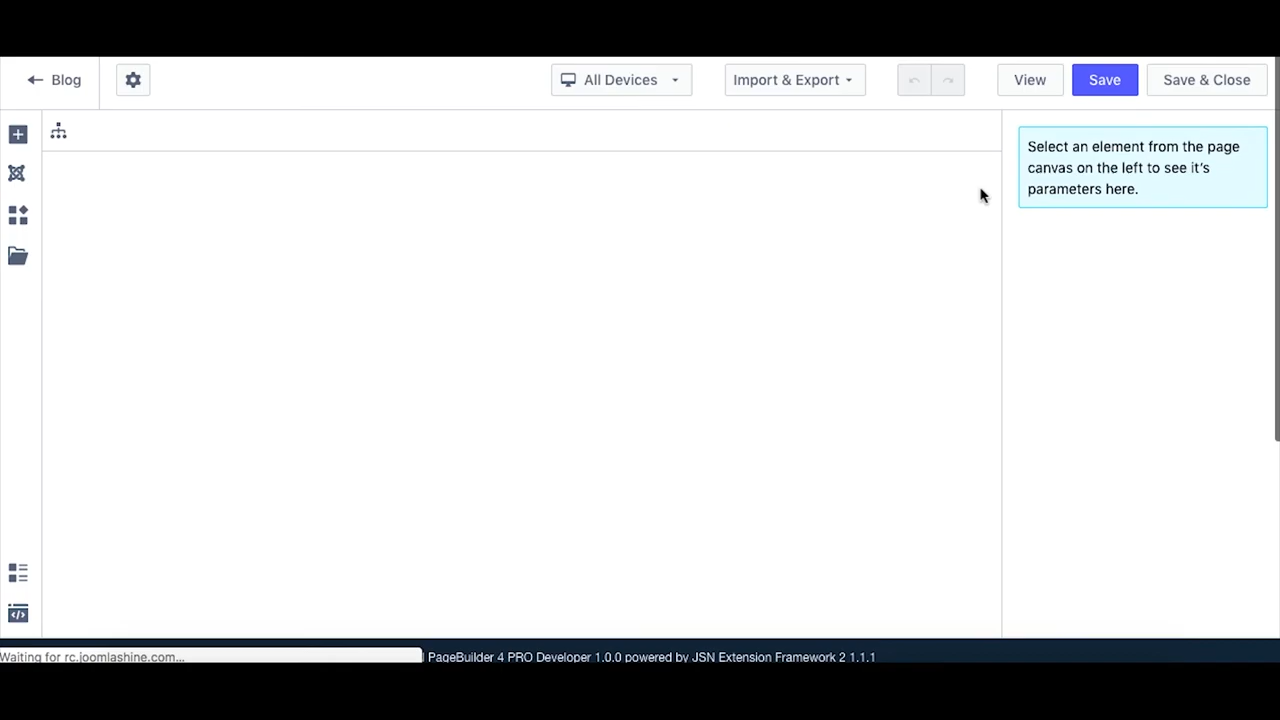 Blog
All Devices
Import & Export
View
Save
Save & Close
Select an element from the page
canvas on the left to see it's
parameters here.
Waiting for rc.joomlashine.com...
PageBuilder 4 PRO Developer 1.0.0 powered by JSN Extension Framework 2 1.1.1